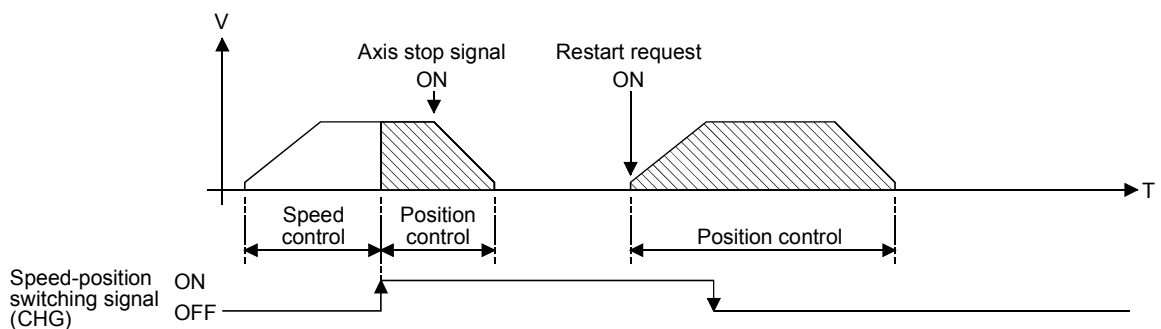 V
Axis stop signal
ON
Restart request
ON
T
Speed
control
Position
control
Position control
Speed-position
switching signal
(CHG)
ON
OFF